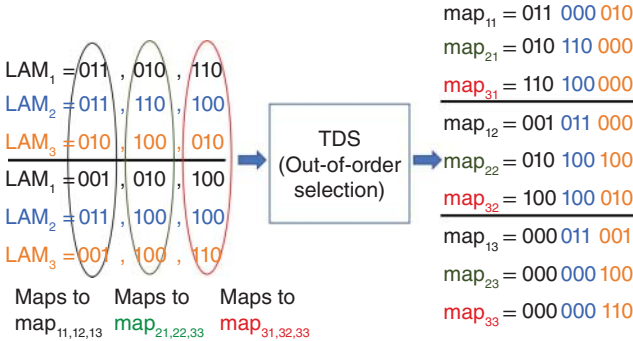 LAM₁ = 011 , 010 , 110
LAM₂ = 011 , 110 , 100
LAM₃ = 010 , 100 , 010
LAM₁ = 001 , 010 , 100
LAM₂ = 011 , 100 , 100
LAM₃ = 001 , 100 , 110
Maps to
map₁₁,₁₂,₁₃
Maps to
map₂₁,₂₂,₃₃
Maps to
map₃₁,₃₂,₃₃
TDS
(Out-of-order
selection)
map₁₁ = 011 000 010
map₂₁ = 010 110 000
map₃₁ = 110 100 000
map₁₂ = 001 011 000
map₂₂ = 010 100 100
map₃₂ = 100 100 010
map₁₃ = 000 011 001
map₂₃ = 000 000 100
map₃₃ = 000 000 110